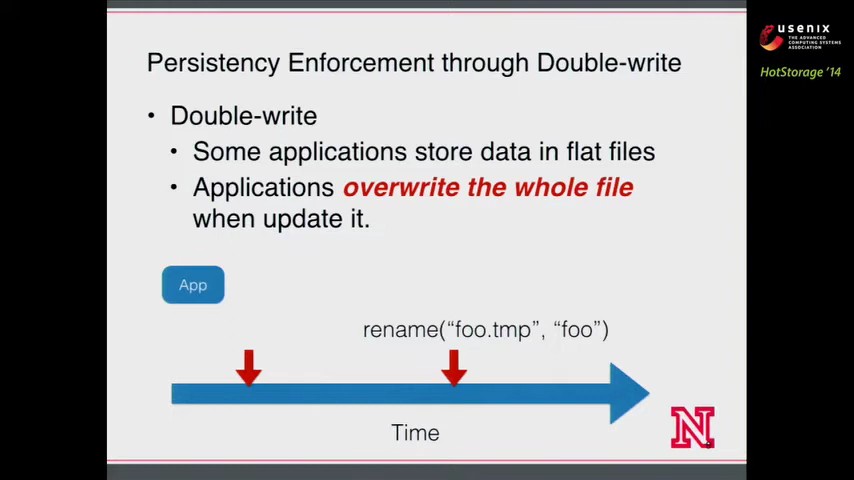 Persistency Enforcement through Double-write
• Double-write
• Some applications store data in flat files
• Applications overwrite the whole file
when update it.
App
rename(“foo.tmp”, “foo”)
Time
N
usenix
THE ADVANCED
COMPUTING SYSTEMS
ASSOCIATION
HotStorage ’14